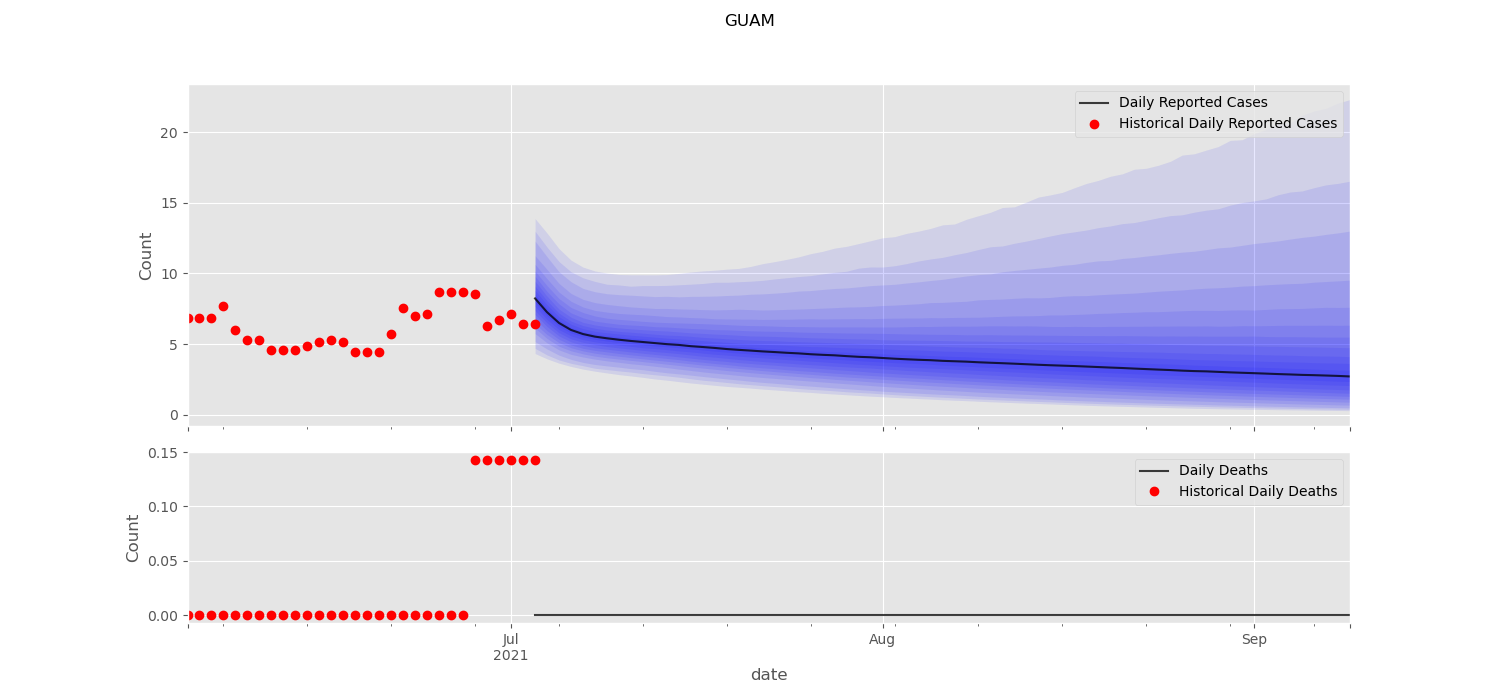 GUAM
Daily Reported Cases
Historical Daily Reported Cases
20
15
10
5
0
Count
Daily Deaths
Historical Daily Deaths
0.15
0.10
0.05
0.00
Count
Jul
2021
Aug
Sep
date